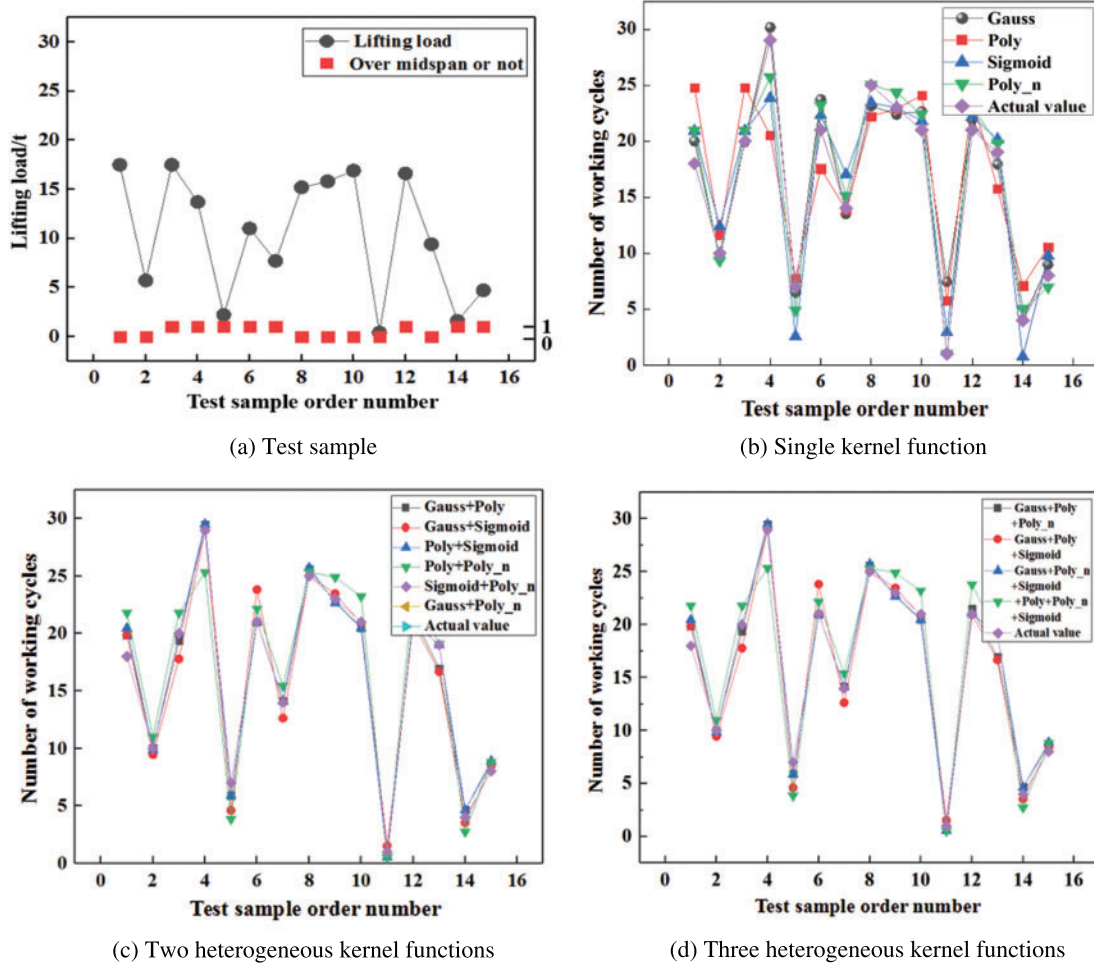 30
25
20
15
10
5
0
Lifting load/t
Lifting load
Over midspan or not
1
0
0 2 4 6 8 10 12 14 16
Test sample order number
(a) Test sample
30
25
20
15
10
5
0
Number of working cycles
Gauss
Poly
Sigmoid
Poly_n
Actual value
0 2 4 6 8 10 12 14 16
Test sample order number
(b) Single kernel function
30
25
20
15
10
5
0
Number of working cycles
Gauss+Poly
Gauss+Sigmoid
Poly+Sigmoid
Poly+Poly_n
Sigmoid+Poly_n
Gauss+Poly_n
Actual value
0 2 4 6 8 10 12 14 16
Test sample order number
(c) Two heterogeneous kernel functions
30
25
20
15
10
5
0
Number of working cycles
Gauss+Poly
+Poly_n
Gauss+Poly
+Sigmoid
Gauss+Poly_n
+Sigmoid
+Poly+Poly_n
+Sigmoid
Actual value
0 2 4 6 8 10 12 14 16
Test sample order number
(d) Three heterogeneous kernel functions